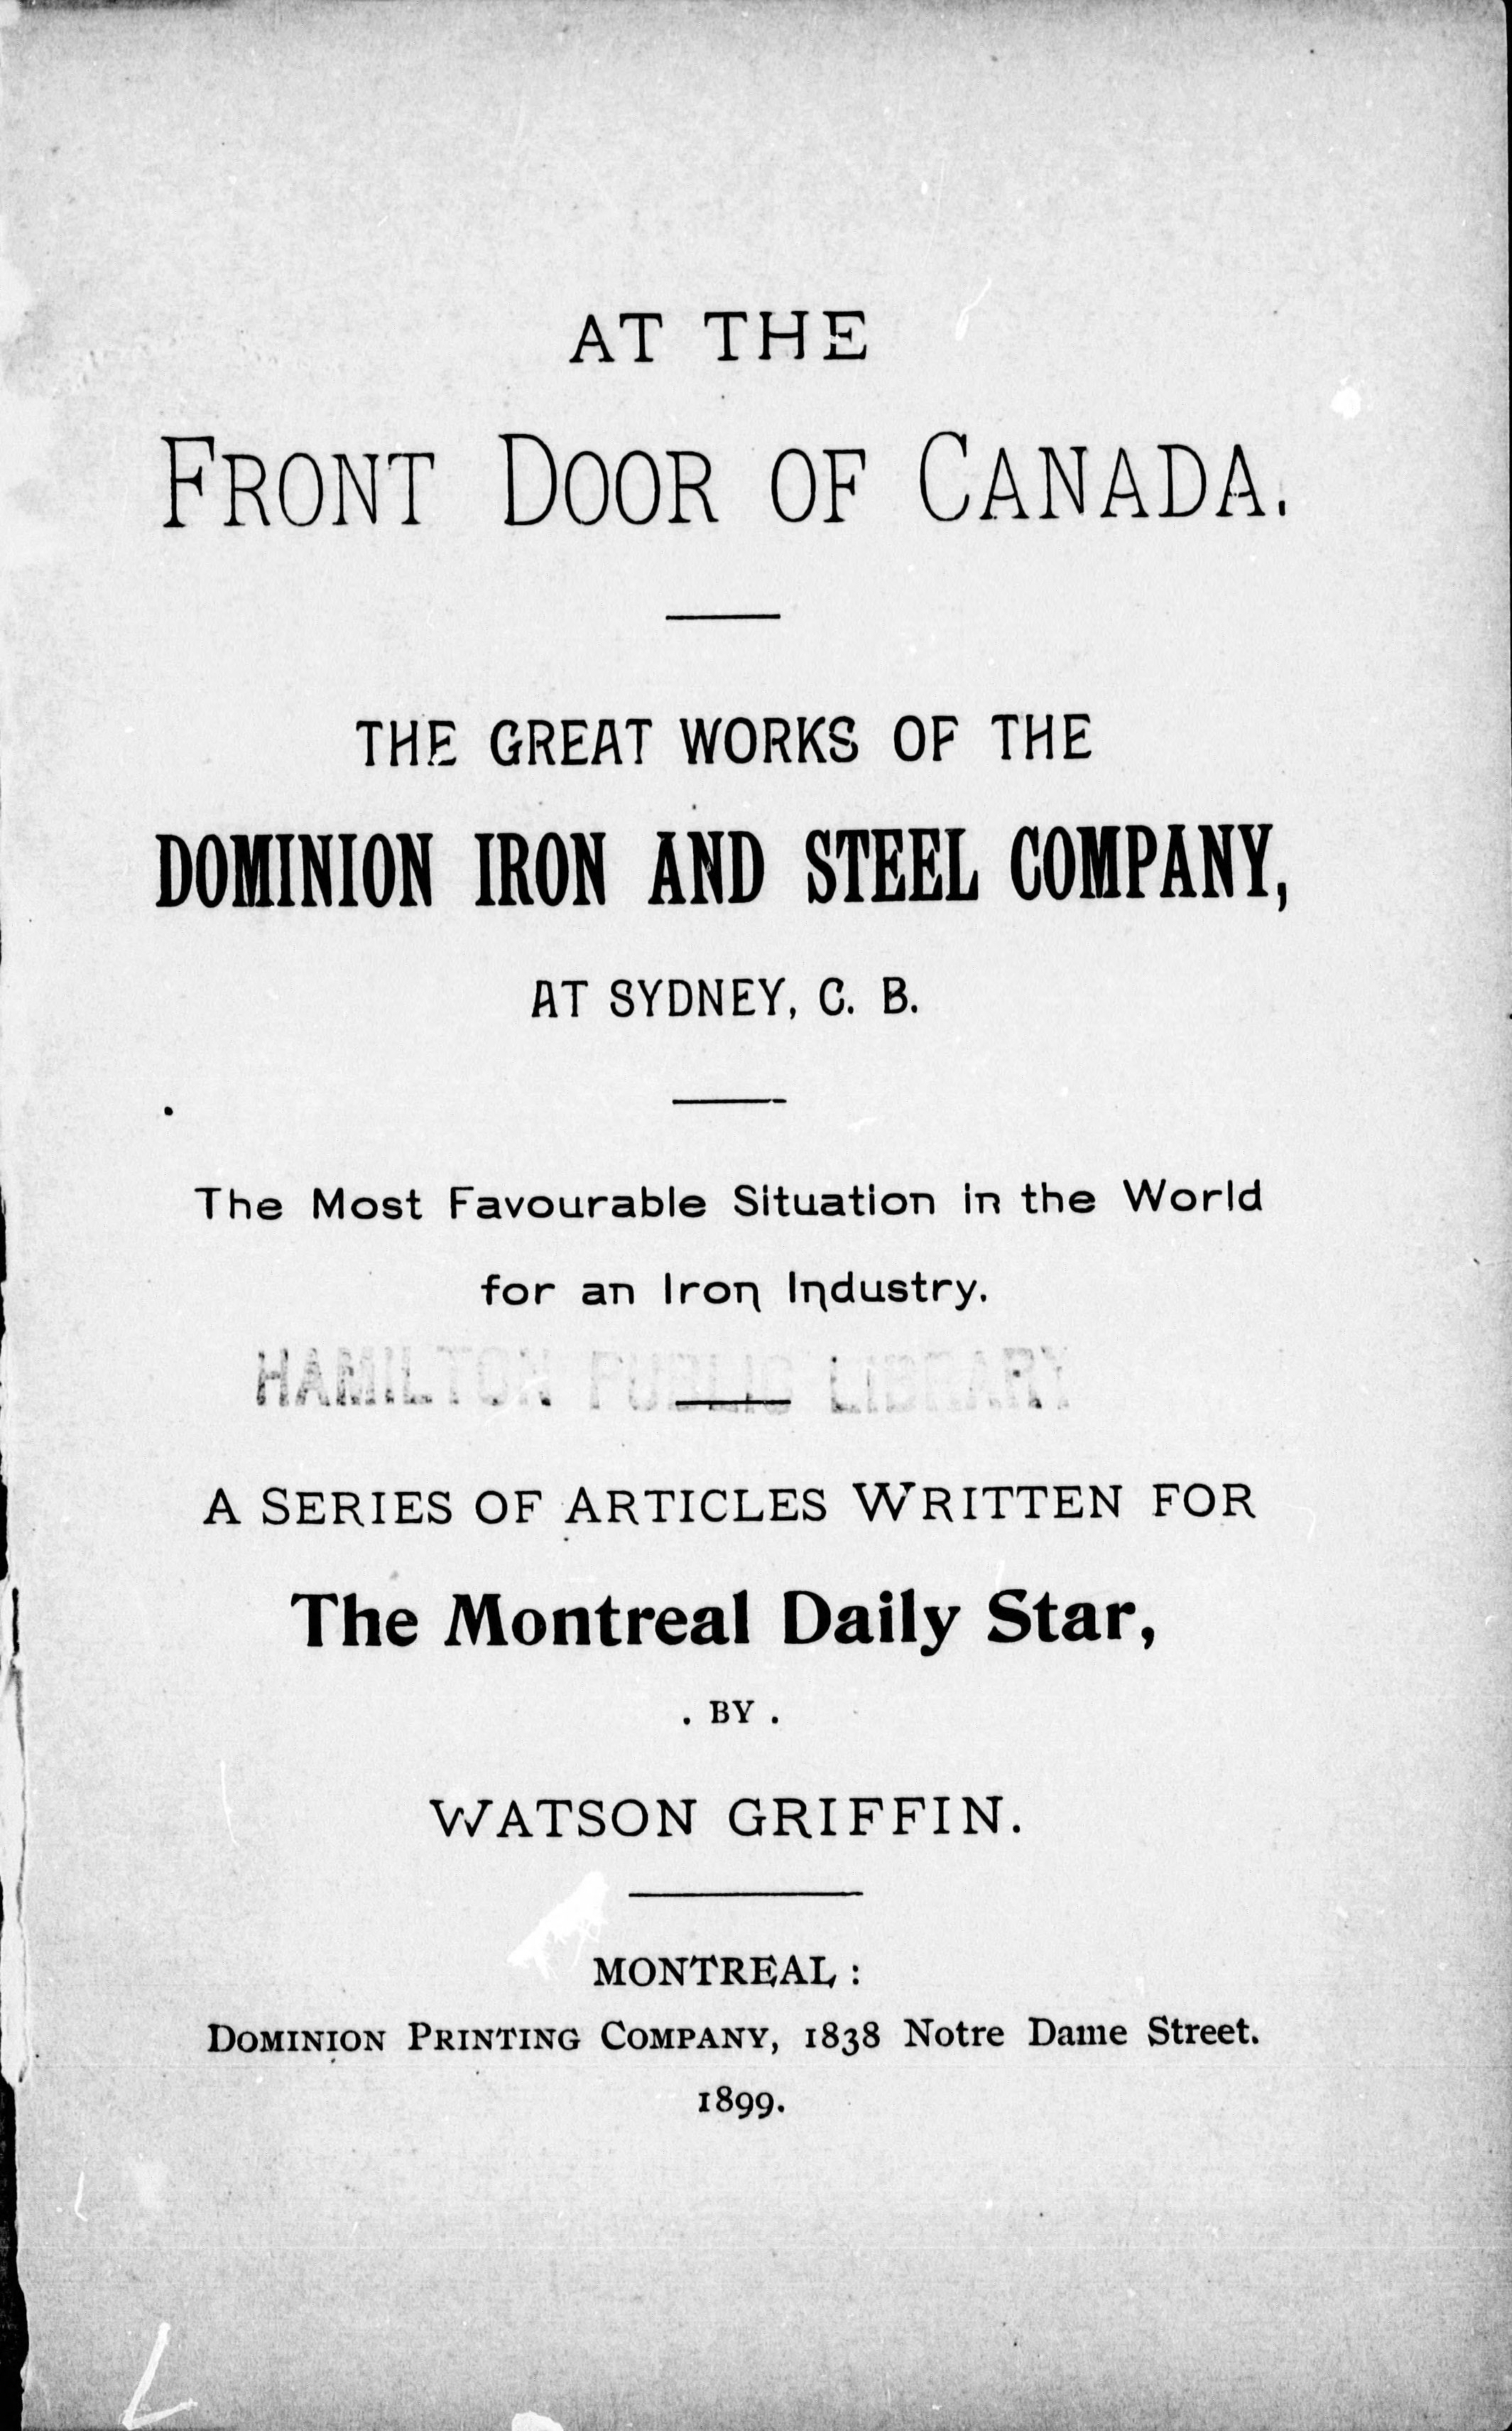 AT THE
FRONT DOOR OF CANADA.
THE GREAT WORKS OF THE
DOMINION IRON AND STEEL COMPANY,
AT SYDNEY, C. B.
The Most Favourable Situation in the World
for an Iron Industry.
HAMILTON PUBLIC LIBRARY
A SERIES OF ARTICLES WRITTEN FOR
The Montreal Daily Star,
. BY .
WATSON GRIFFIN.
MONTREAL :
DOMINION PRINTING COMPANY, 1838 Notre Dame Street.
1899.